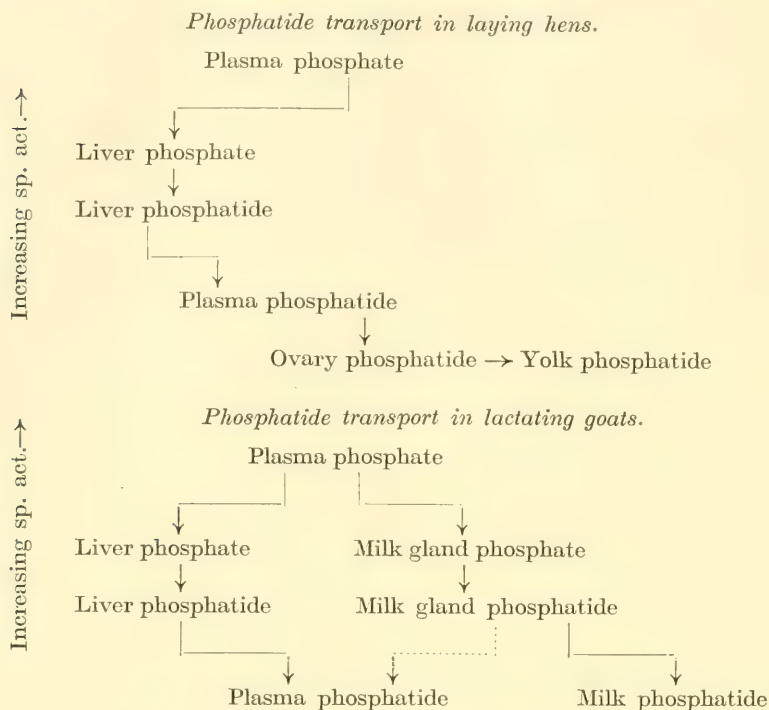 Phosphatide transport in laying hens.
Plasma phosphate
Increasing sp. act.→
Liver phosphate
Liver phosphatide
Plasma phosphatide
Ovary phosphatide → Yolk phosphatide
Phosphatide transport in lactating goats.
Increasing sp. act.→
Plasma phosphate
Liver phosphate Milk gland phosphate
Liver phosphatide Milk gland phosphatide
Plasma phosphatide Milk phosphatide